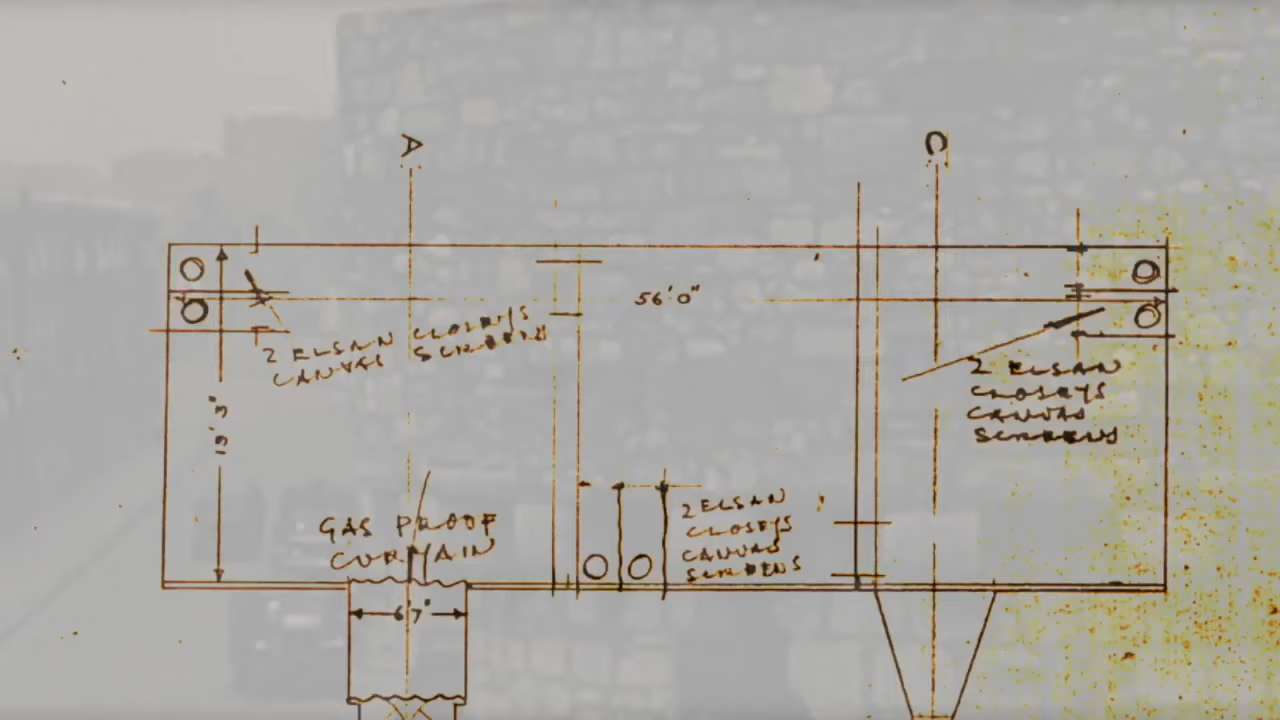 A
C
56'0"
2 ELSAN CLOSETS
CANVAS SCREENS
2 ELSAN
CLOSETS
CANVAS
SCREENS
19'3"
2 ELSAN
CLOSETS
CANVAS
SCREENS
GAS PROOF
CURTAIN
6'7"